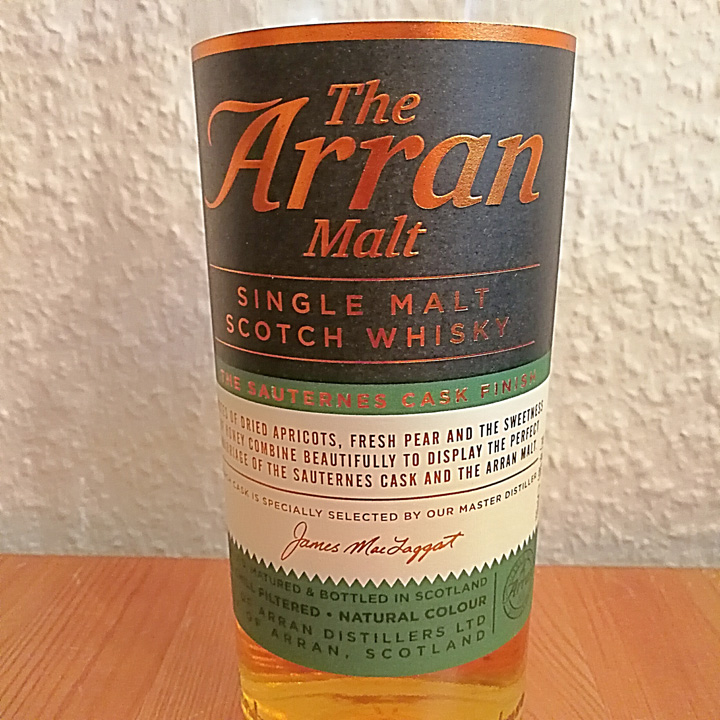 The
Arran
Malt
SINGLE MALT
SCOTCH WHISKY
THE SAUTERNES CASK FINISH
OF DRIED APRICOTS, FRESH PEAR AND THE SWEETNESS
HONEY COMBINE BEAUTIFULLY TO DISPLAY THE PERFECT
OF THE SAUTERNES CASK AND THE ARRAN MALT
CASK IS SPECIALLY SELECTED BY OUR MASTER DISTILLER
James MacTaggart
MATURED & BOTTLED IN SCOTLAND
FILTERED • NATURAL COLOUR
ARRAN DISTILLERS LTD
OF ARRAN, SCOTLAND